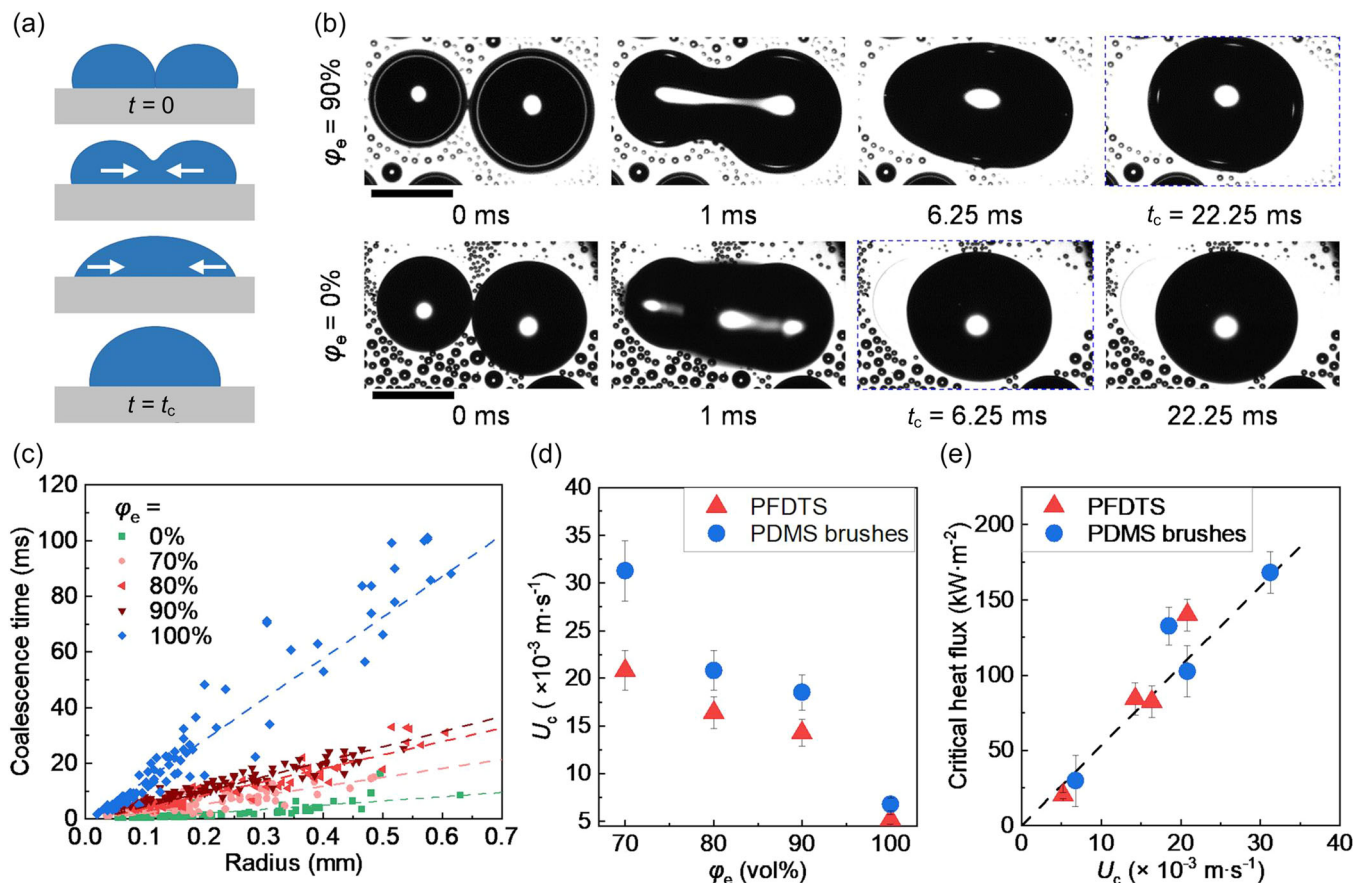 (a)
t = 0
t = tc
(b)
φe = 90%
0 ms
1 ms
6.25 ms
tc = 22.25 ms
φe = 0%
0 ms
1 ms
tc = 6.25 ms
22.25 ms
(c)
Coalescence time (ms)
120
100
80
60
40
20
0
φe =
0%
70%
80%
90%
100%
0.0
0.1
0.2
0.3
0.4
0.5
0.6
0.7
Radius (mm)
(d)
Uc ( ×10⁻³ m·s⁻¹)
40
35
30
25
20
15
10
5
PFDTS
PDMS brushes
70
80
90
100
φe (vol%)
(e)
Critical heat flux (kW·m⁻²)
200
150
100
50
0
PFDTS
PDMS brushes
0
10
20
30
40
Uc (× 10⁻³ m·s⁻¹)